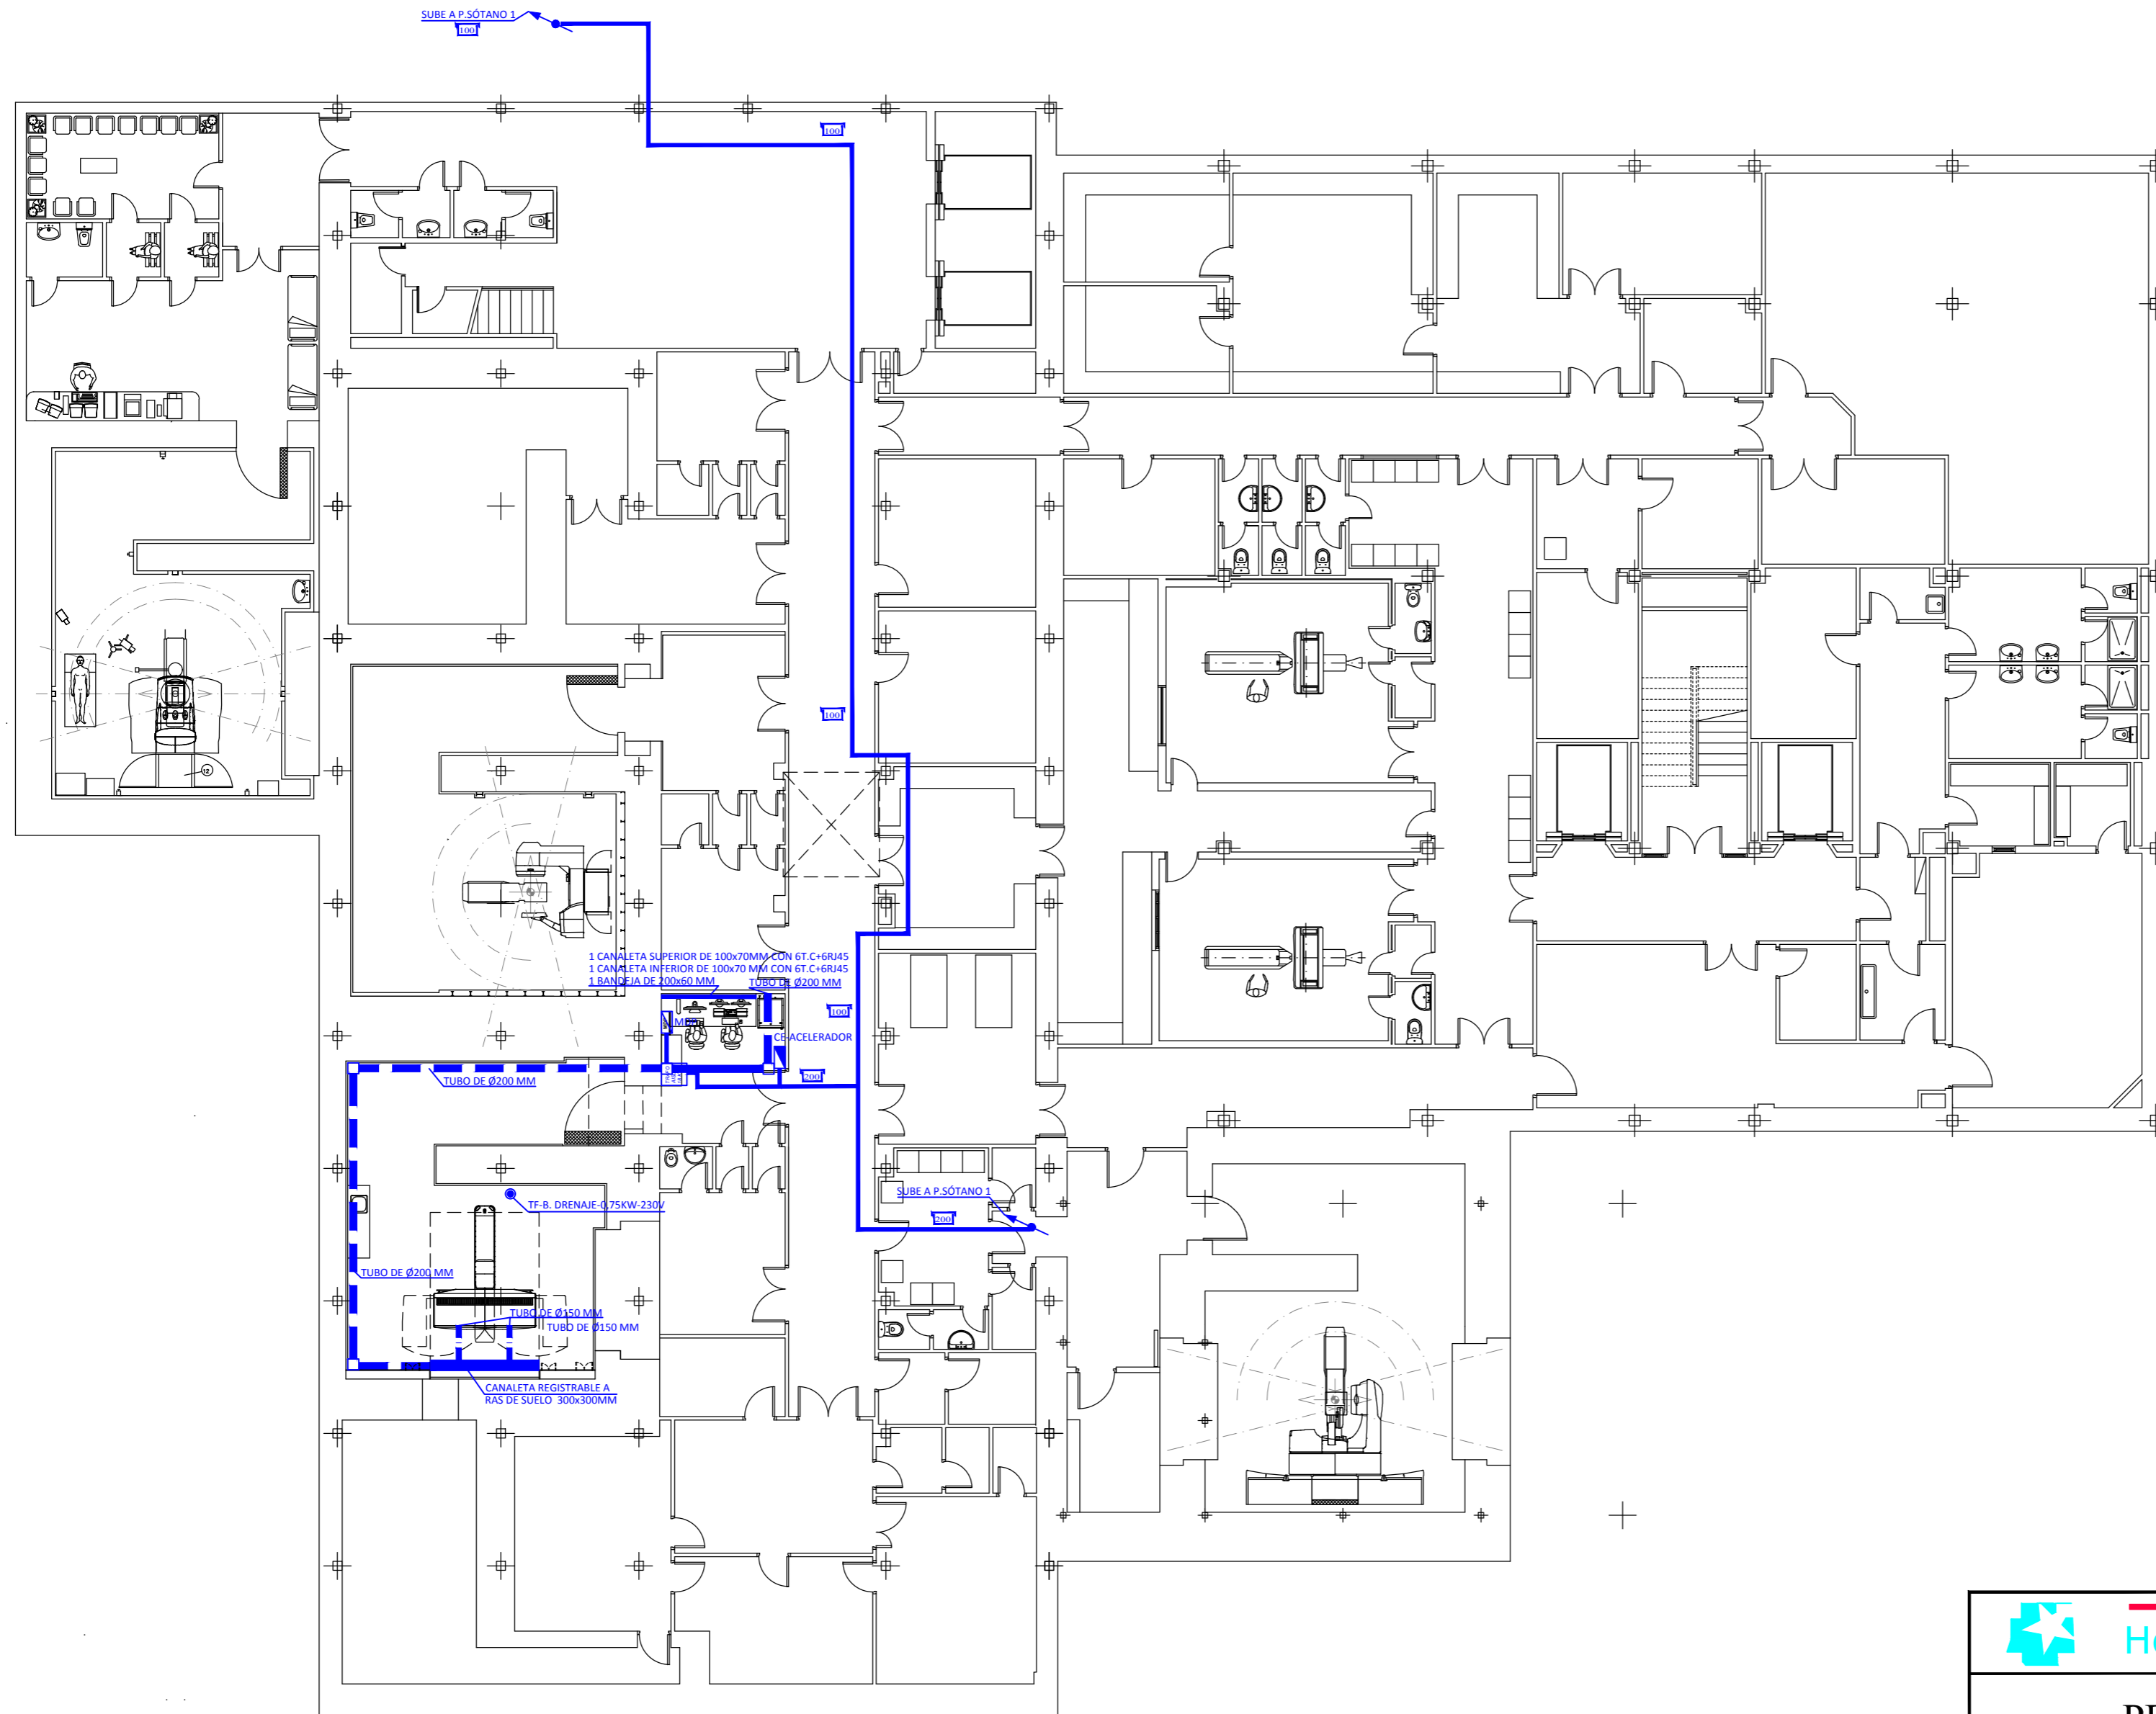 SUBE A P.SÓTANO 1
100
100
12
100
1 CANALETA SUPERIOR DE 100x70MM CON 6T.C+6RJ45
1 CANALETA INFERIOR DE 100x70 MM CON 6T.C+6RJ45
1 BANDEJA DE 200x60 MM
TUBO DE Ø200 MM
100
CE-ACELERADOR
200
TUBO DE Ø200 MM
SUBE A P.SÓTANO 1
200
TF-B. DRENAJE-0,75KW-230V
TUBO DE Ø200 MM
TUBO DE Ø150 MM
TUBO DE Ø150 MM
CANALETA REGISTRABLE A
RAS DE SUELO 300x300MM